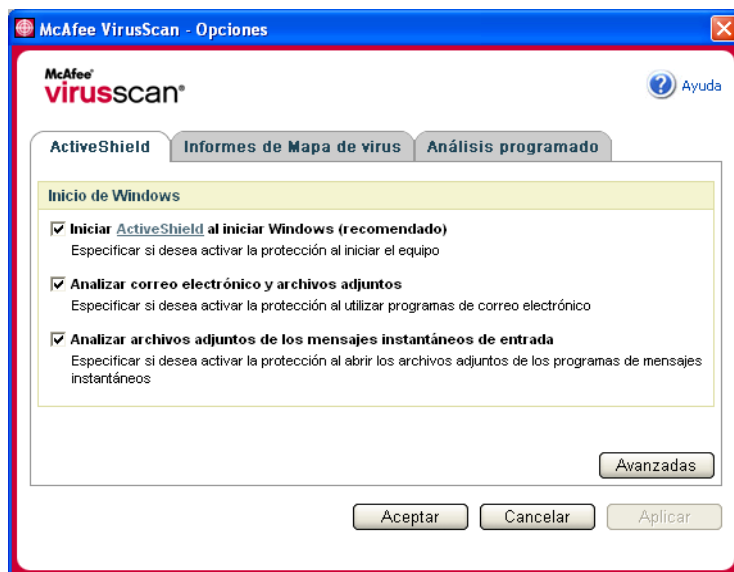 McAfee VirusScan - Opciones
McAfee®
virusscan®
Ayuda
ActiveShield
Informes de Mapa de virus
Análisis programado
Inicio de Windows
Iniciar ActiveShield al iniciar Windows (recomendado)
Especificar si desea activar la protección al iniciar el equipo
Analizar correo electrónico y archivos adjuntos
Especificar si desea activar la protección al utilizar programas de correo electrónico
Analizar archivos adjuntos de los mensajes instantáneos de entrada
Especificar si desea activar la protección al abrir los archivos adjuntos de los programas de mensajes
instantáneos
Avanzadas
Aceptar
Cancelar
Aplicar